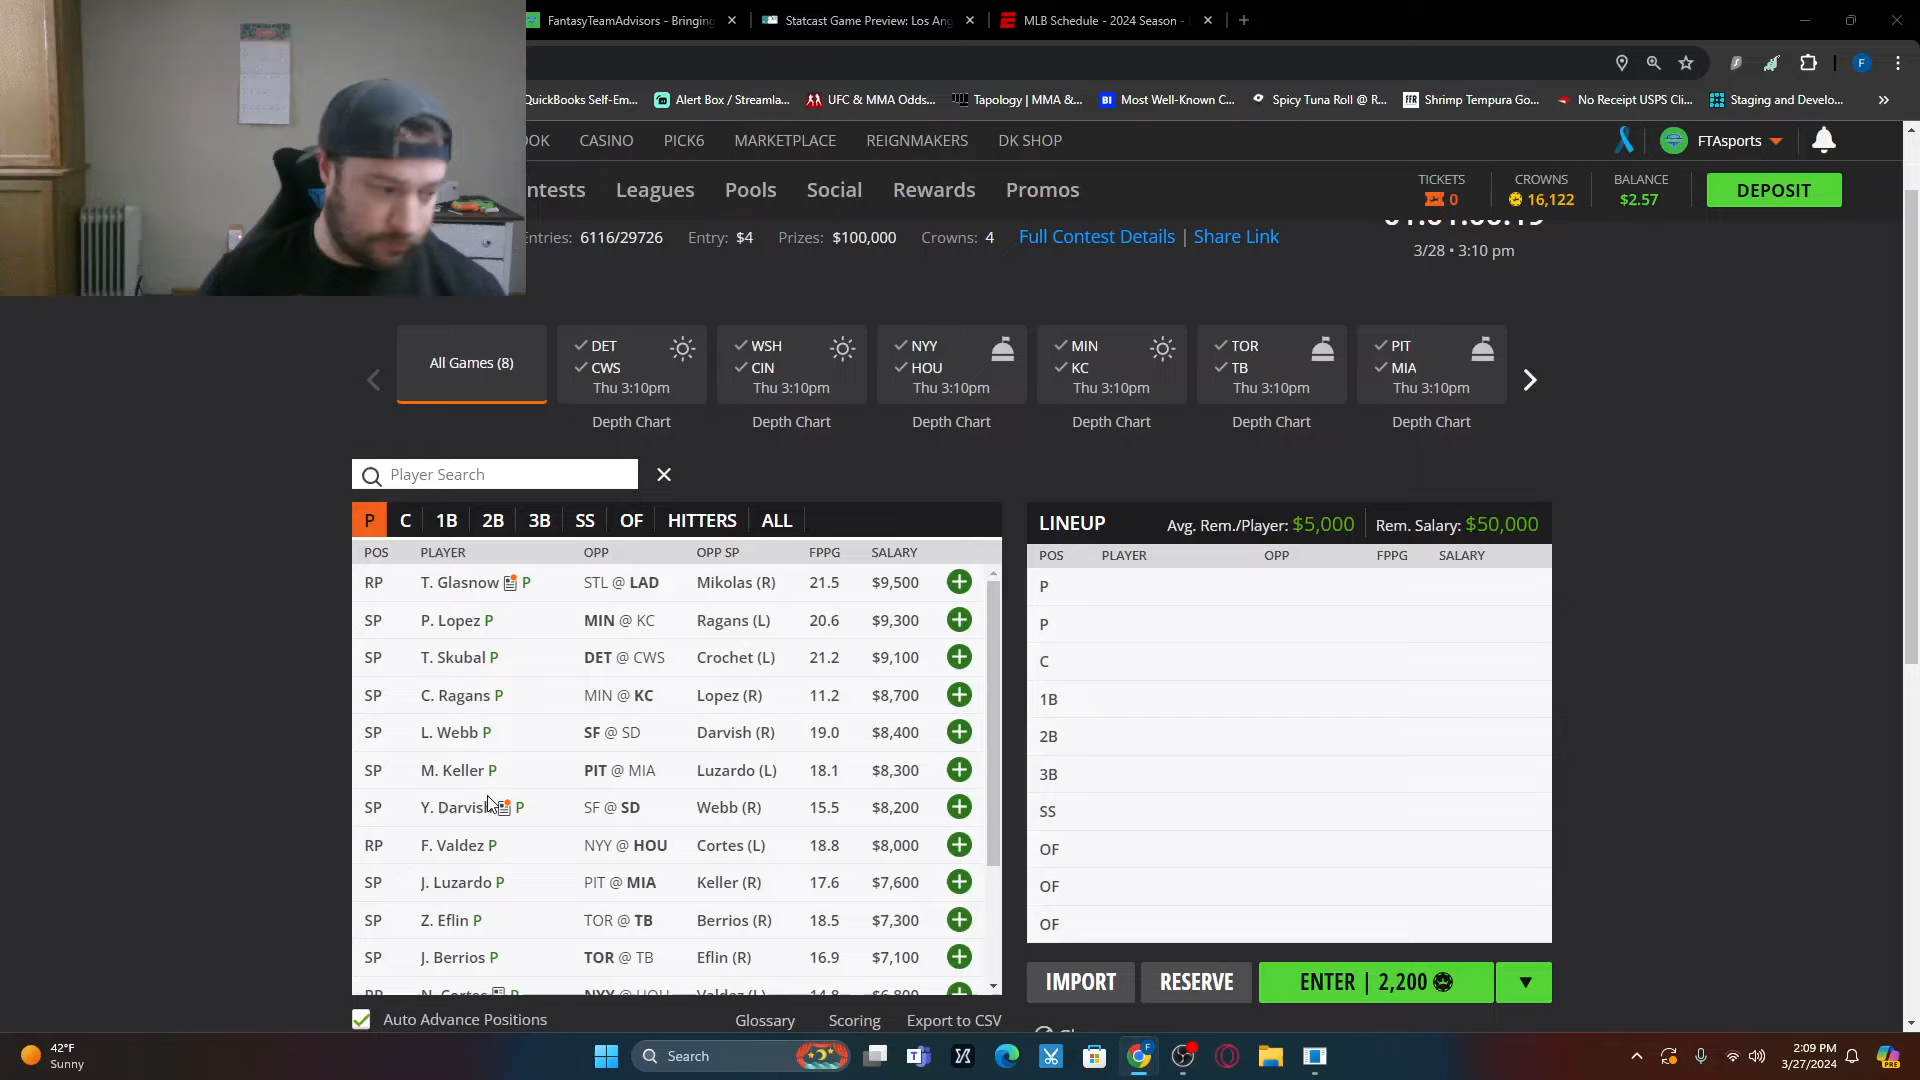 FantasyTeamAdvisors - Bringing
Statcast Game Preview: Los Ang
MLB Schedule - 2024 Season -
QuickBooks Self-Em...
Alert Box / Streamla...
UFC & MMA Odds...
Tapology | MMA &...
BI Most Well-Known C...
Spicy Tuna Roll @ R...
FFR Shrimp Tempura Go...
No Receipt USPS Cli...
Staging and Develo...
F
OOK CASINO PICK6 MARKETPLACE REIGNMAKERS DK SHOP FTAsports
ntests Leagues Pools Social Rewards Promos
TICKETS 0 CROWNS 16,122 BALANCE $2.57 DEPOSIT
Entries: 6116/29726 Entry: $4 Prizes: $100,000 Crowns: 4 Full Contest Details | Share Link
3/28 • 3:10 pm
All Games (8)
DET CWS Thu 3:10pm Depth Chart
WSH CIN Thu 3:10pm Depth Chart
NYY HOU Thu 3:10pm Depth Chart
MIN KC Thu 3:10pm Depth Chart
TOR TB Thu 3:10pm Depth Chart
PIT MIA Thu 3:10pm Depth Chart
Player Search
P C 1B 2B 3B SS OF HITTERS ALL
POS PLAYER OPP OPP SP FPPG SALARY
RP T. Glasnow P STL @ LAD Mikolas (R) 21.5 $9,500
SP P. Lopez P MIN @ KC Ragans (L) 20.6 $9,300
SP T. Skubal P DET @ CWS Crochet (L) 21.2 $9,100
SP C. Ragans P MIN @ KC Lopez (R) 11.2 $8,700
SP L. Webb P SF @ SD Darvish (R) 19.0 $8,400
SP M. Keller P PIT @ MIA Luzardo (L) 18.1 $8,300
SP Y. Darvish P SF @ SD Webb (R) 15.5 $8,200
RP F. Valdez P NYY @ HOU Cortes (L) 18.8 $8,000
SP J. Luzardo P PIT @ MIA Keller (R) 17.6 $7,600
SP Z. Eflin P TOR @ TB Berrios (R) 18.5 $7,300
SP J. Berrios P TOR @ TB Eflin (R) 16.9 $7,100
RP N. Cortes P NYY @ HOU Valdez (L) 14.8 $6,800
Auto Advance Positions Glossary Scoring Export to CSV
LINEUP Avg. Rem./Player: $5,000 Rem. Salary: $50,000
POS PLAYER OPP FPPG SALARY
P
P
C
1B
2B
3B
SS
OF
OF
OF
IMPORT RESERVE ENTER | 2,200
42°F
Sunny
Search
2:09 PM
3/27/2024